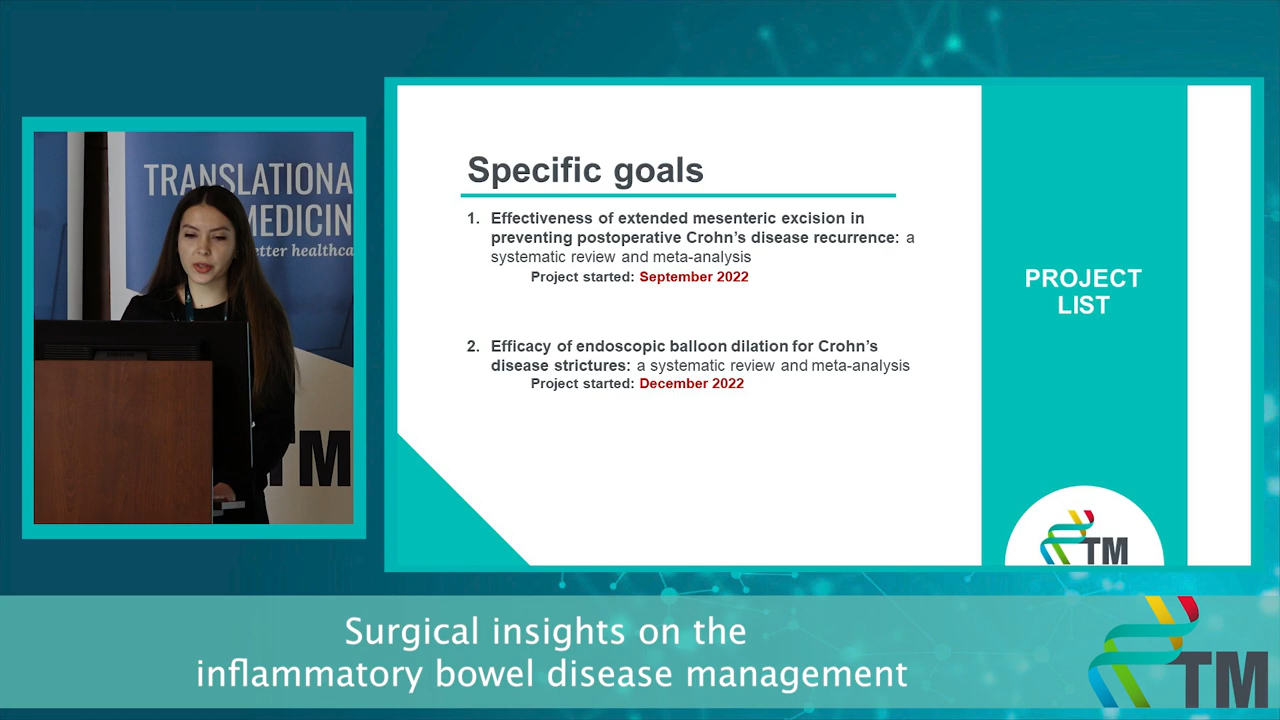 TRANSLATIONA
MEDICIN
etter healthca
TM
Specific goals
1. Effectiveness of extended mesenteric excision in
preventing postoperative Crohn's disease recurrence: a
systematic review and meta-analysis
Project started: September 2022
2. Efficacy of endoscopic balloon dilation for Crohn's
disease strictures: a systematic review and meta-analysis
Project started: December 2022
PROJECT
LIST
TM
Surgical insights on the
inflammatory bowel disease management
TM